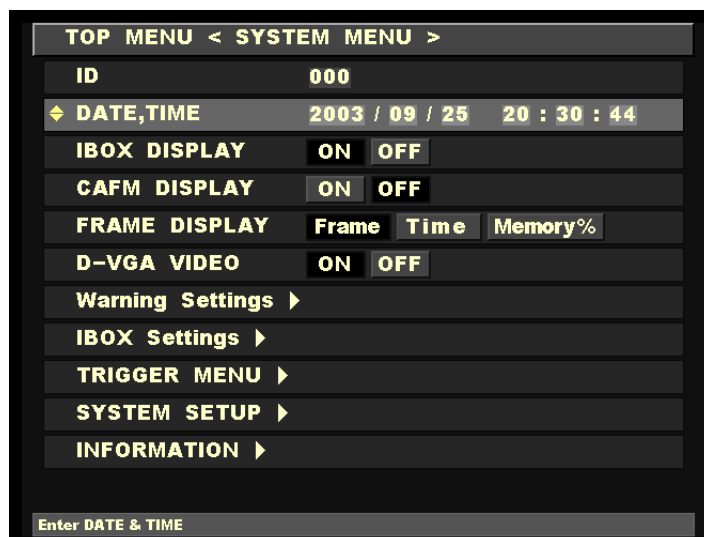 TOP MENU < SYSTEM MENU >
ID 000
DATE,TIME 2003 / 09 / 25 20 : 30 : 44
IBOX DISPLAY ON OFF
CAFM DISPLAY ON OFF
FRAME DISPLAY Frame Time Memory%
D-VGA VIDEO ON OFF
Warning Settings
IBOX Settings
TRIGGER MENU
SYSTEM SETUP
INFORMATION
Enter DATE & TIME